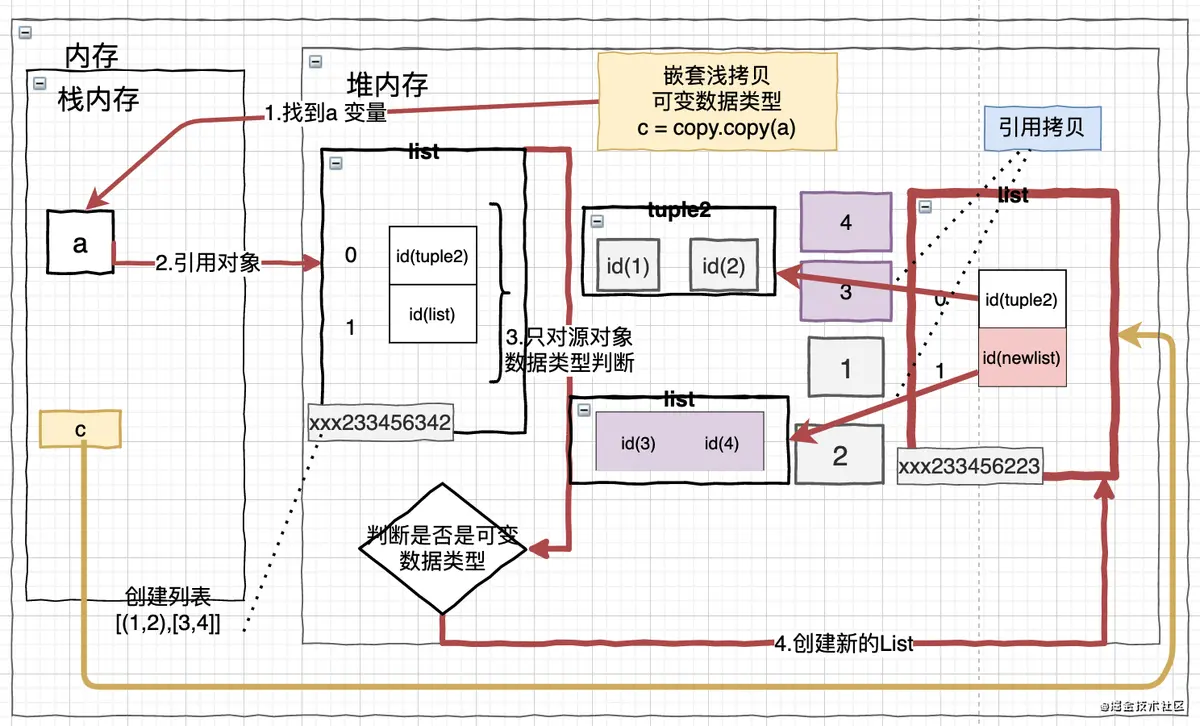 内存
栈内存
堆内存
嵌套浅拷贝
可变数据类型
c = copy.copy(a)
1.找到a 变量
引用拷贝
list
tuple2
4
list
a
2.引用对象
0
id(tuple2)
id(1)
id(2)
3
0
id(tuple2)
1
id(list)
3.只对源对象
数据类型判断
1
1
id(newlist)
list
xxx233456342
c
id(3)
id(4)
2
xxx233456223
判断是否是可变
数据类型
创建列表
[(1,2),[3,4]]
4.创建新的List
@掘金技术社区